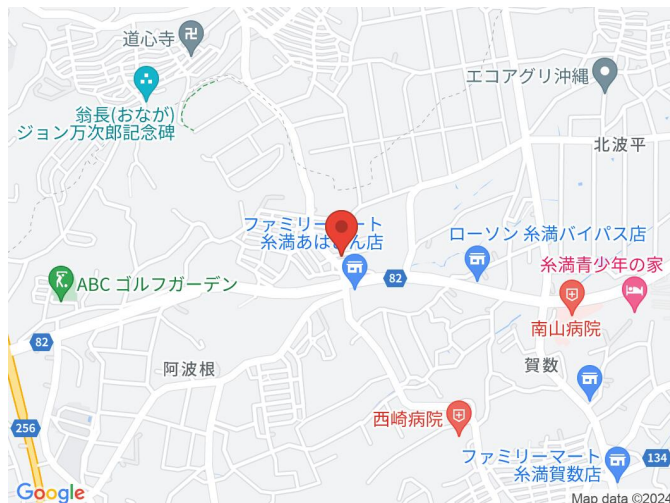 道心寺
翁長(おなが)
ジョン万次郎記念碑
エコアグリ沖縄
北波平
ファミリーマート
糸満あはごん店
ローソン 糸満バイパス店
糸満青少年の家
82
ABC ゴルフガーデン
南山病院
82
阿波根
賀数
256
西崎病院
ファミリーマート
糸満賀数店
134
Google
Map data ©2024